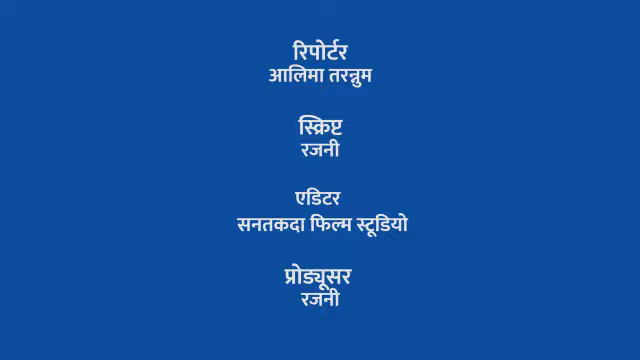 रिपोर्टर
आलिमा तरन्नुम
स्क्रिप्ट
रजनी
एडिटर
सनतकदा फिल्म स्टूडियो
प्रोड्यूसर
रजनी